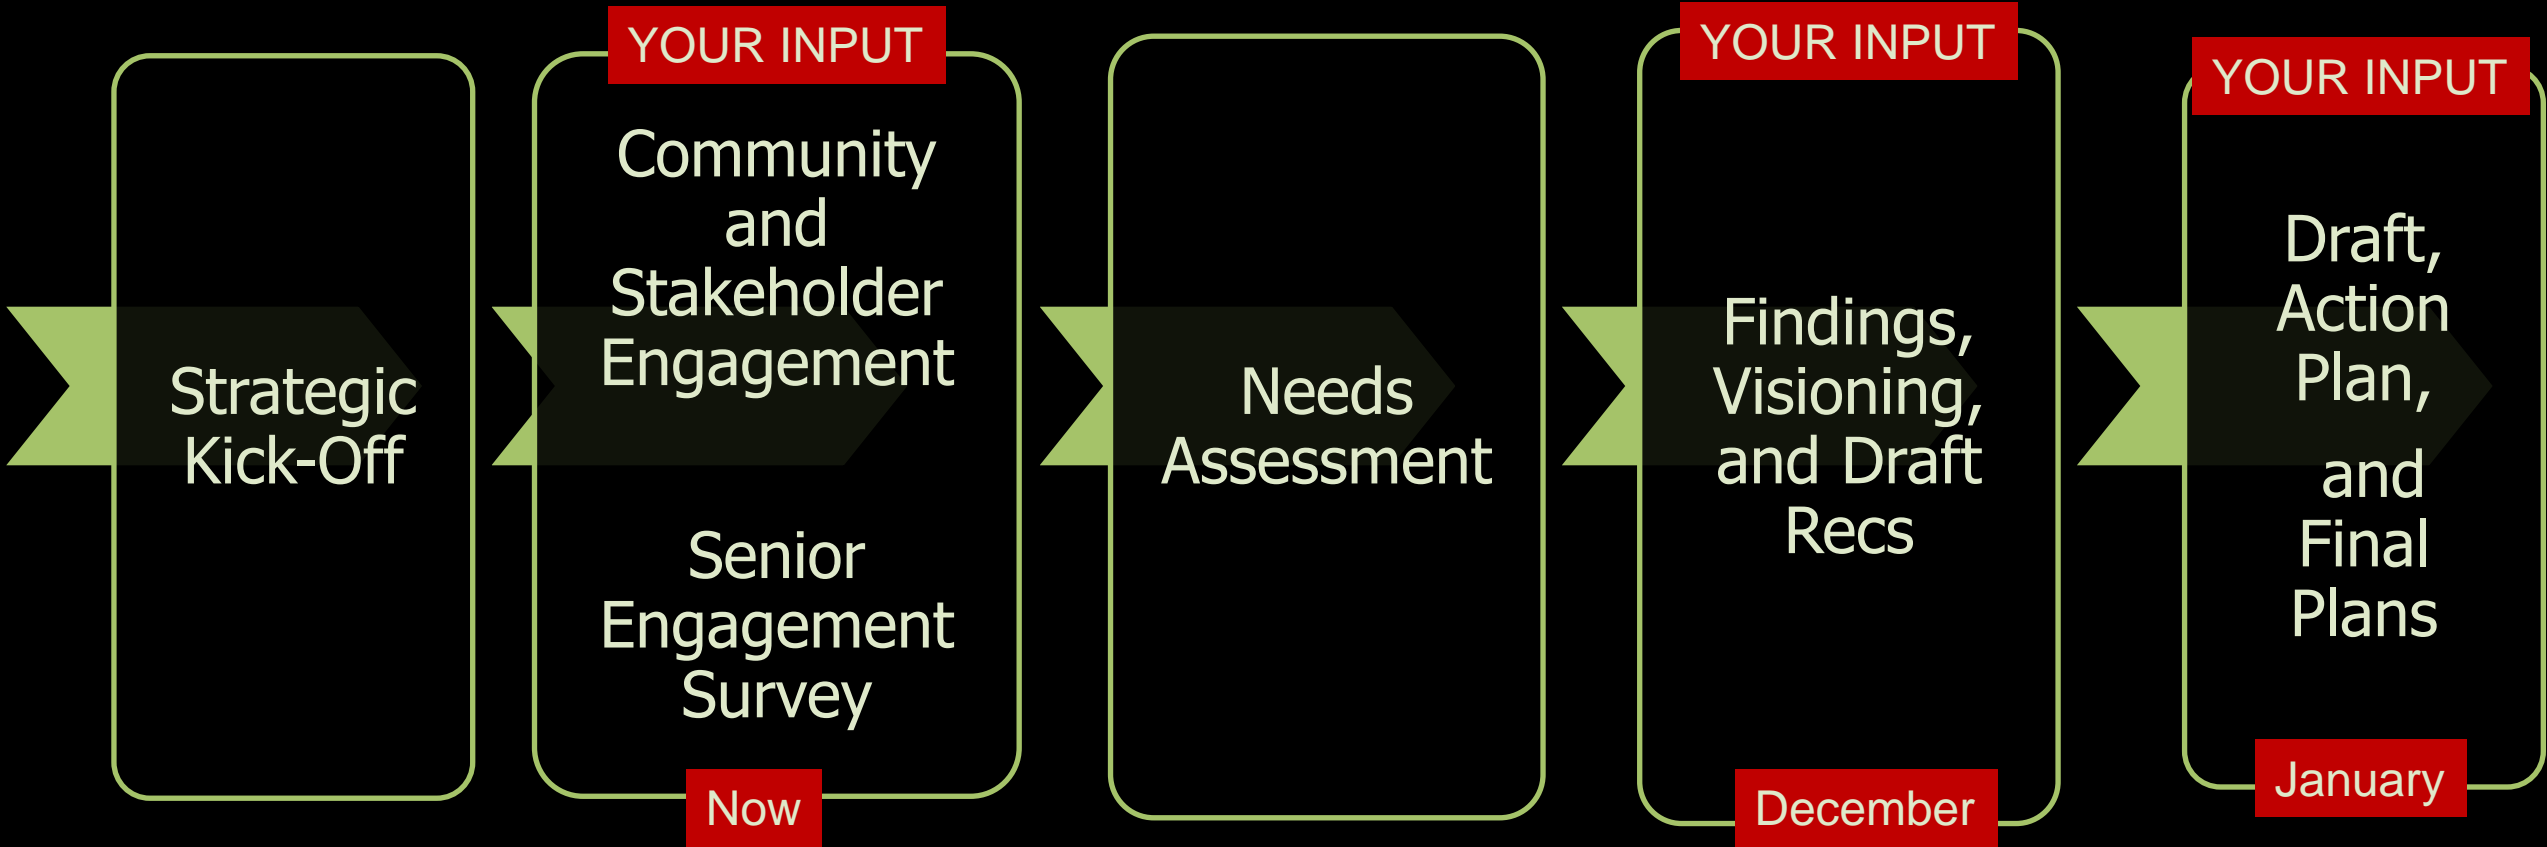 Strategic
Kick-Off
YOUR INPUT
Community
and
Stakeholder
Engagement
Senior
Engagement
Survey
Now
Needs
Assessment
YOUR INPUT
Findings,
Visioning,
and Draft
Recs
December
YOUR INPUT
Draft,
Action
Plan,
and
Final
Plans
January